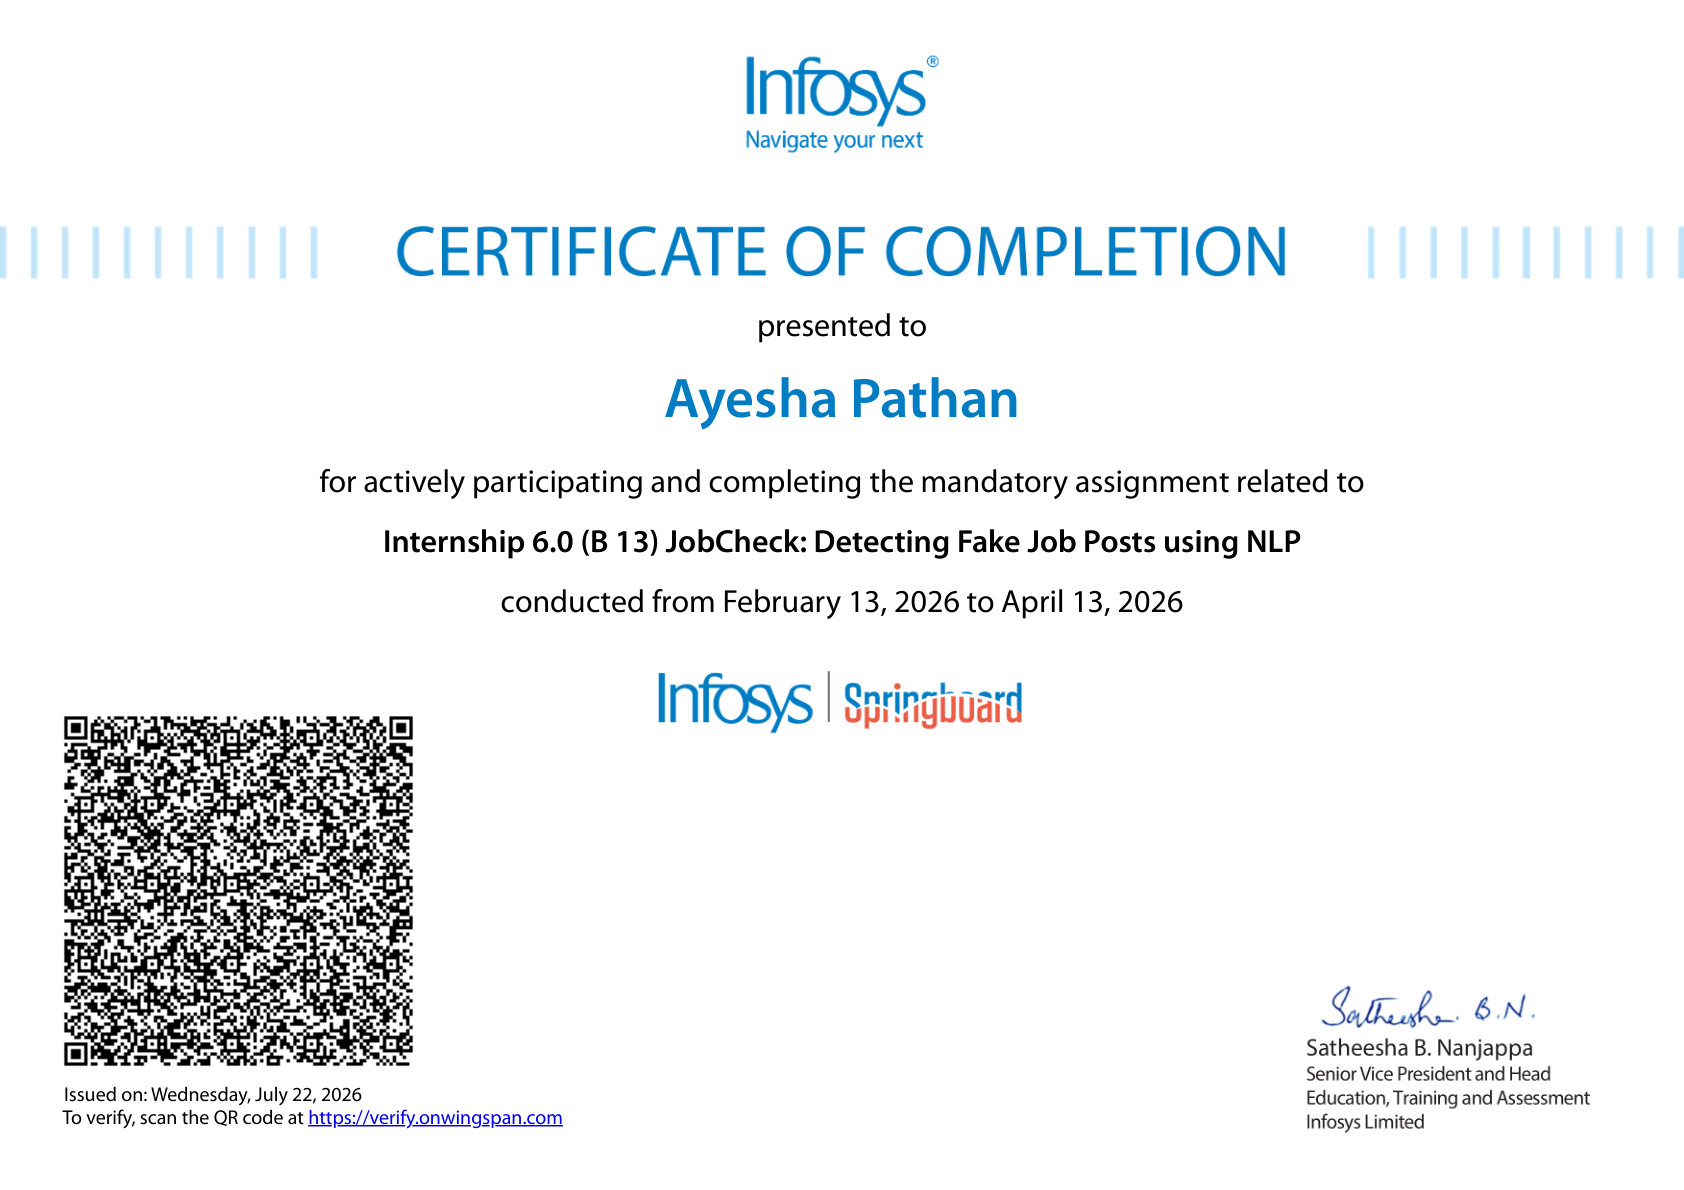 Infosys®
Navigate your next
CERTIFICATE OF COMPLETION
presented to
Ayesha Pathan
for actively participating and completing the mandatory assignment related to
Internship 6.0 (B 13) JobCheck: Detecting Fake Job Posts using NLP
conducted from February 13, 2026 to April 13, 2026
Infosys | Springboard
Issued on: Wednesday, July 22, 2026
To verify, scan the QR code at https://verify.onwingspan.com
Satheesha. B.N.
Satheesha B. Nanjappa
Senior Vice President and Head
Education, Training and Assessment
Infosys Limited